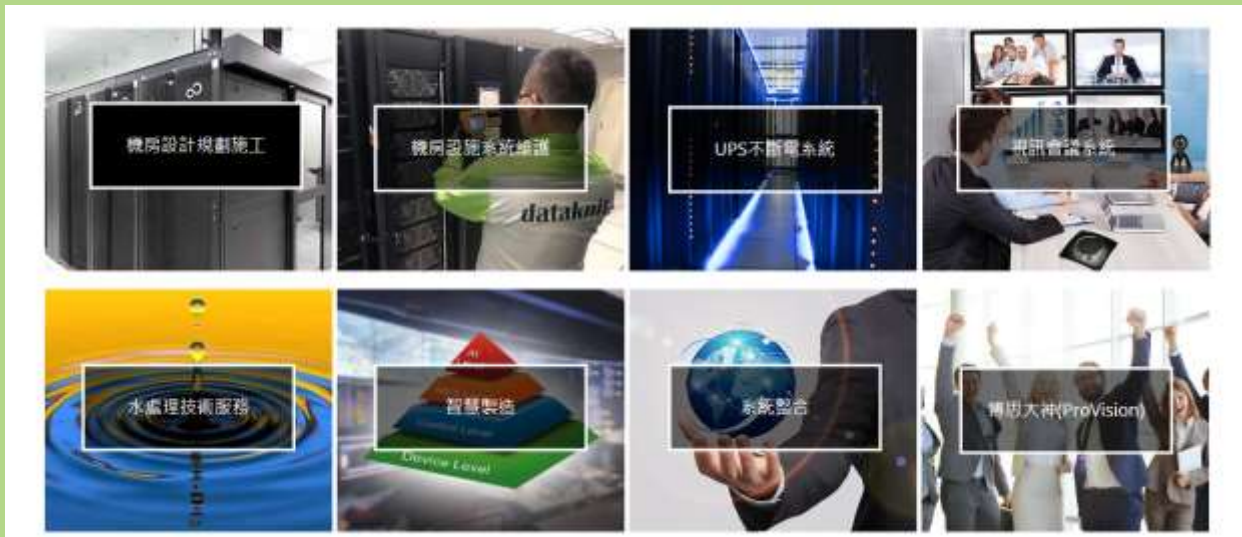 機房設計規劃施工
機房設施系統維護
UPS不斷電系統
視訊會議系統
水處理技術服務
智慧製造
Device Level
系統整合
博思大神(ProVision)